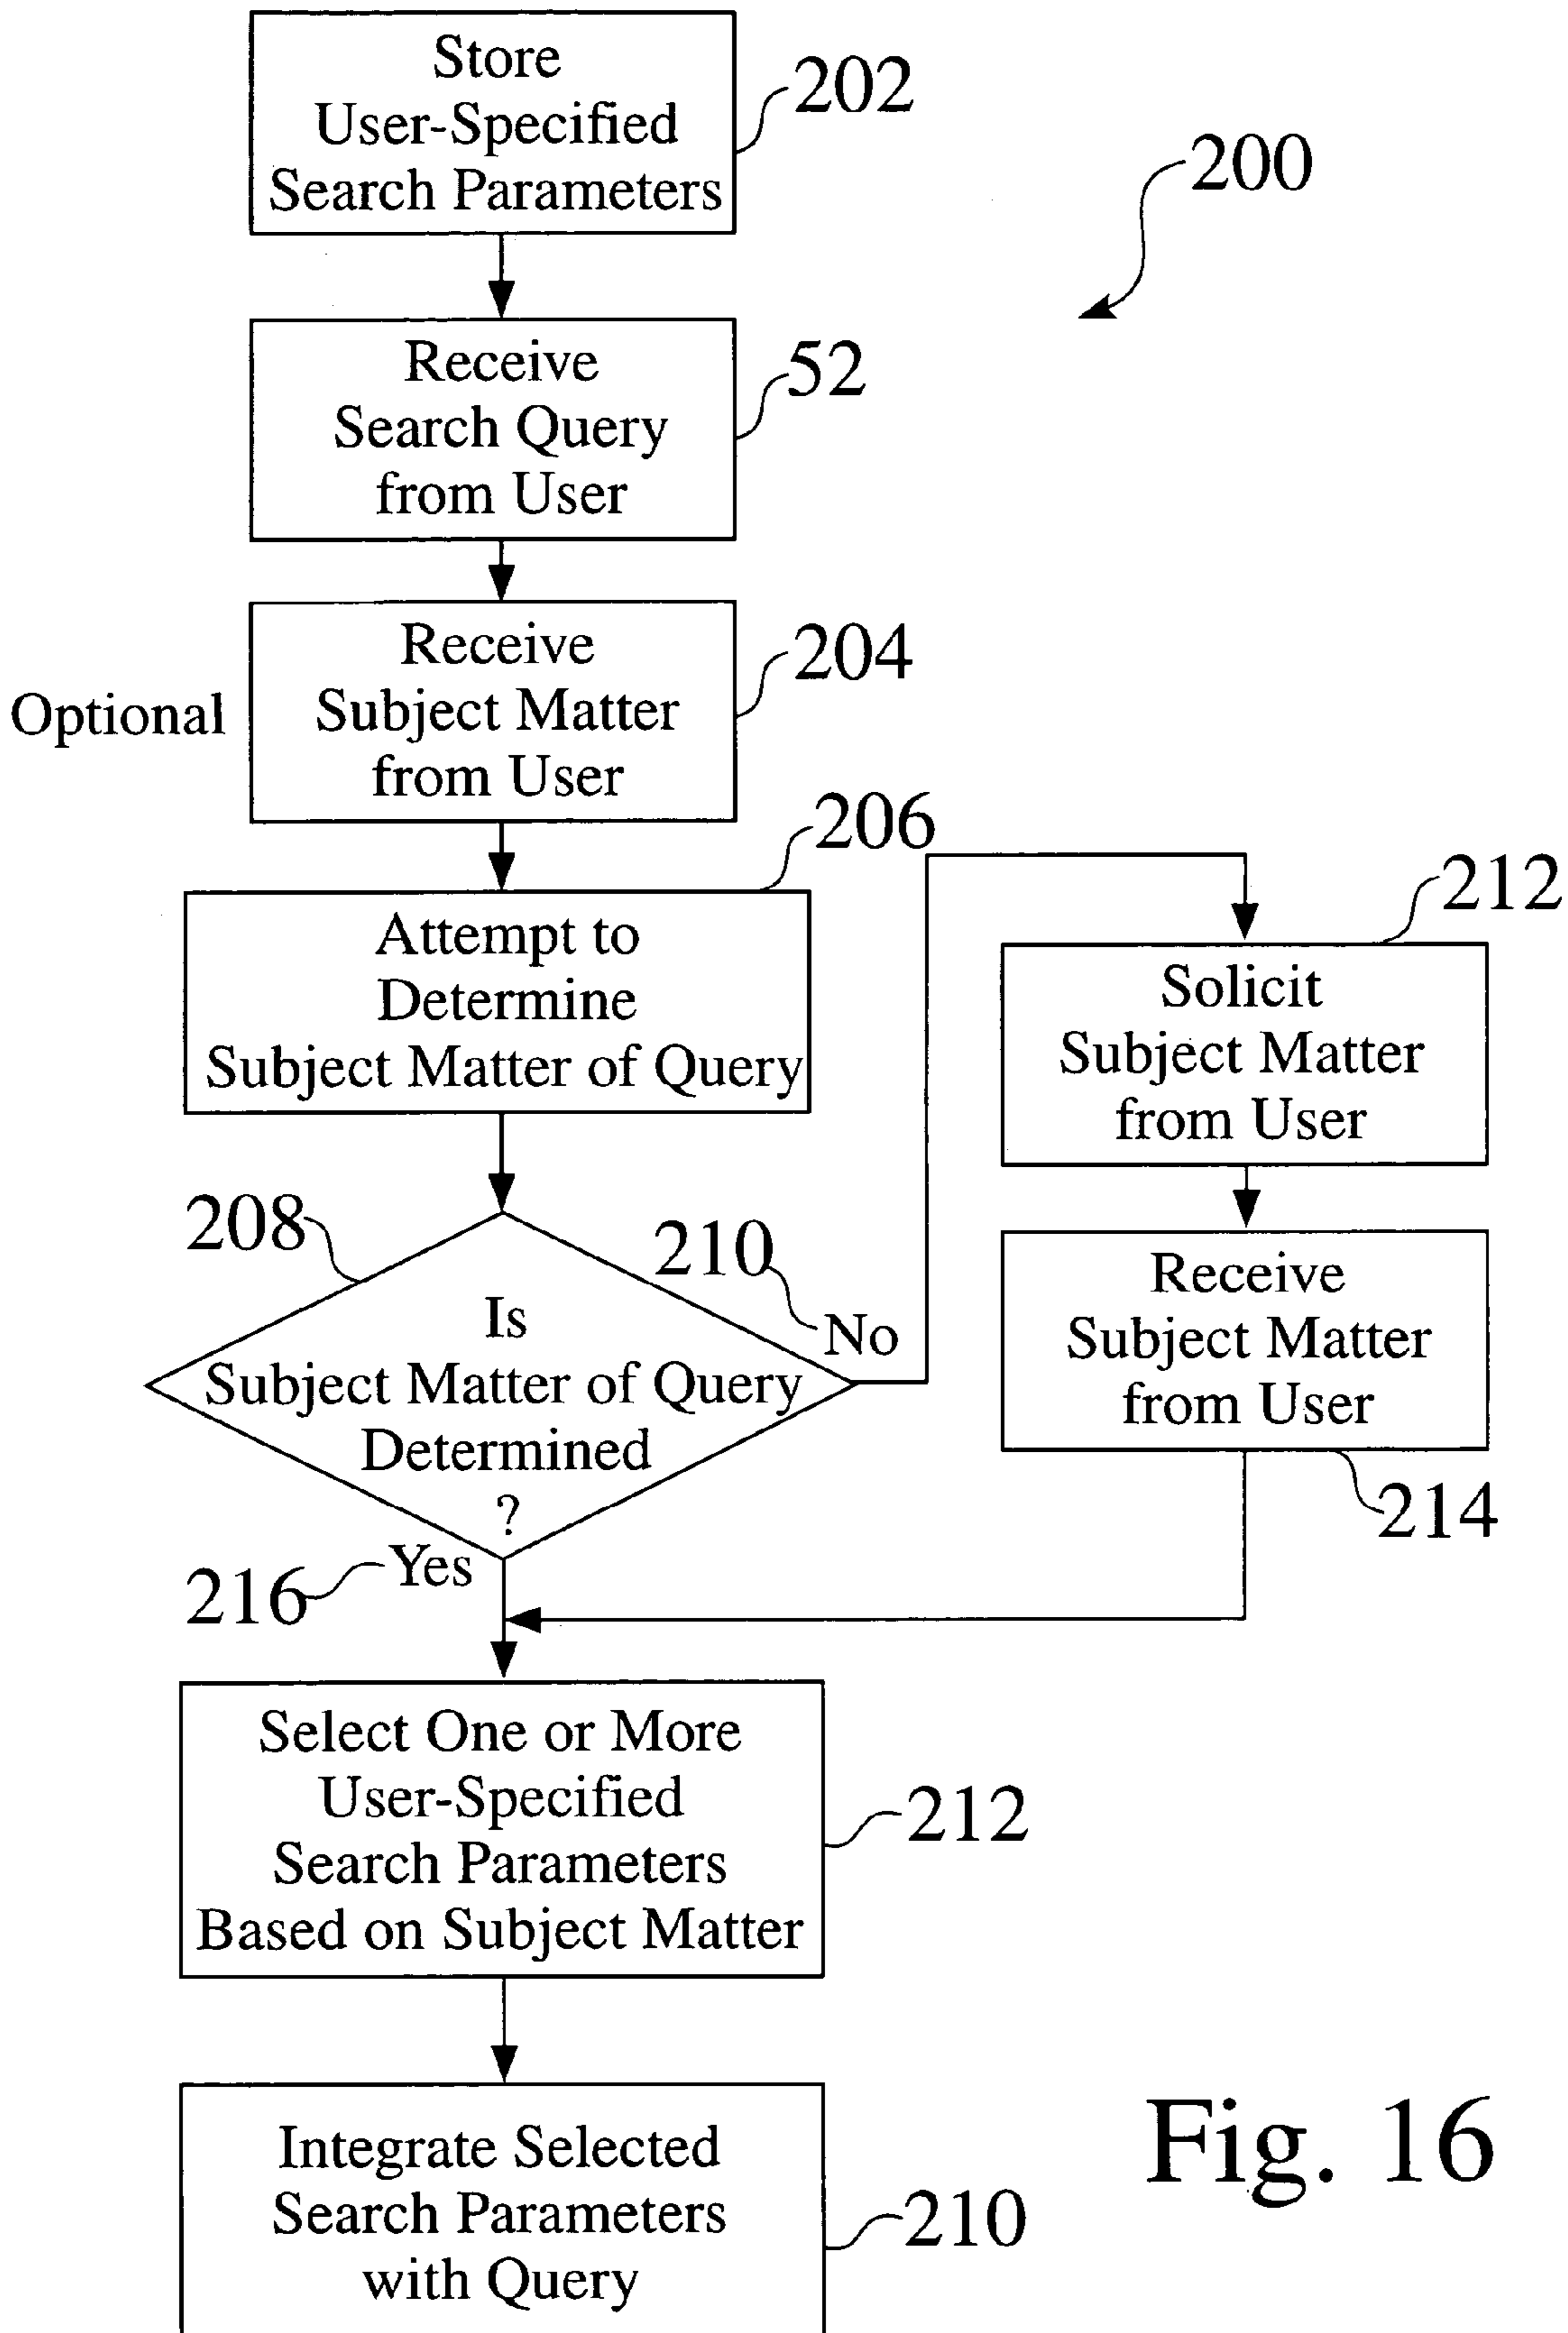 Store
User-Specified
Search Parameters
202
200
Receive
Search Query
from User
52
Optional
Receive
Subject Matter
from User
204
206
Attempt to
Determine
Subject Matter of Query
212
Solicit
Subject Matter
from User
208
210
No
Is
Subject Matter of Query
Determined
?
Receive
Subject Matter
from User
214
Yes
216
Select One or More
User-Specified
Search Parameters
Based on Subject Matter
212
Integrate Selected
Search Parameters
with Query
210
Fig. 16